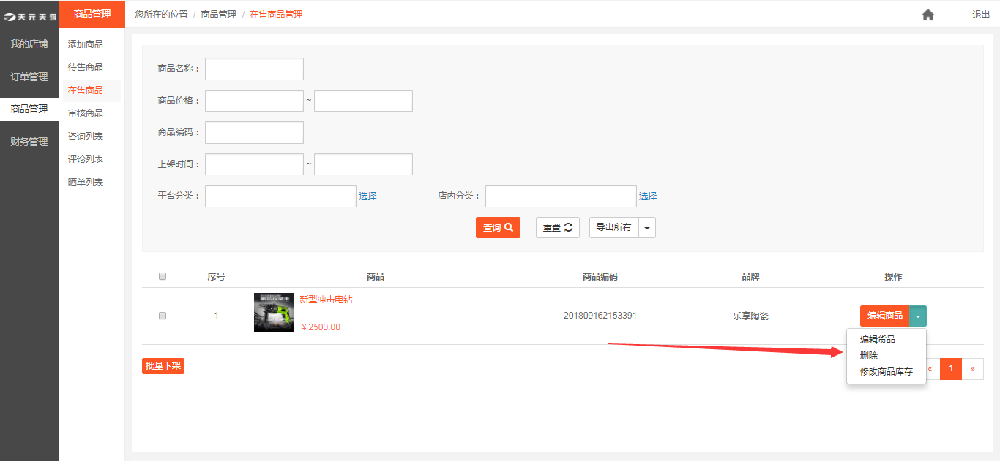 天元天筑
商品管理
您所在的位置 / 商品管理 / 在售商品管理
退出
我的店铺
订单管理
商品管理
财务管理
添加商品
待售商品
在售商品
审核商品
咨询列表
评论列表
晒单列表
商品名称：
商品价格： ~
商品编码：
上架时间： ~
平台分类： 选择 店内分类： 选择
查询 重置 导出所有
序号 商品 商品编码 品牌 操作
1 新型冲击电钻 201809162153391 乐享陶瓷 编辑商品
￥2500.00
编辑货品
删除
修改商品库存
批量下架
« 1 »